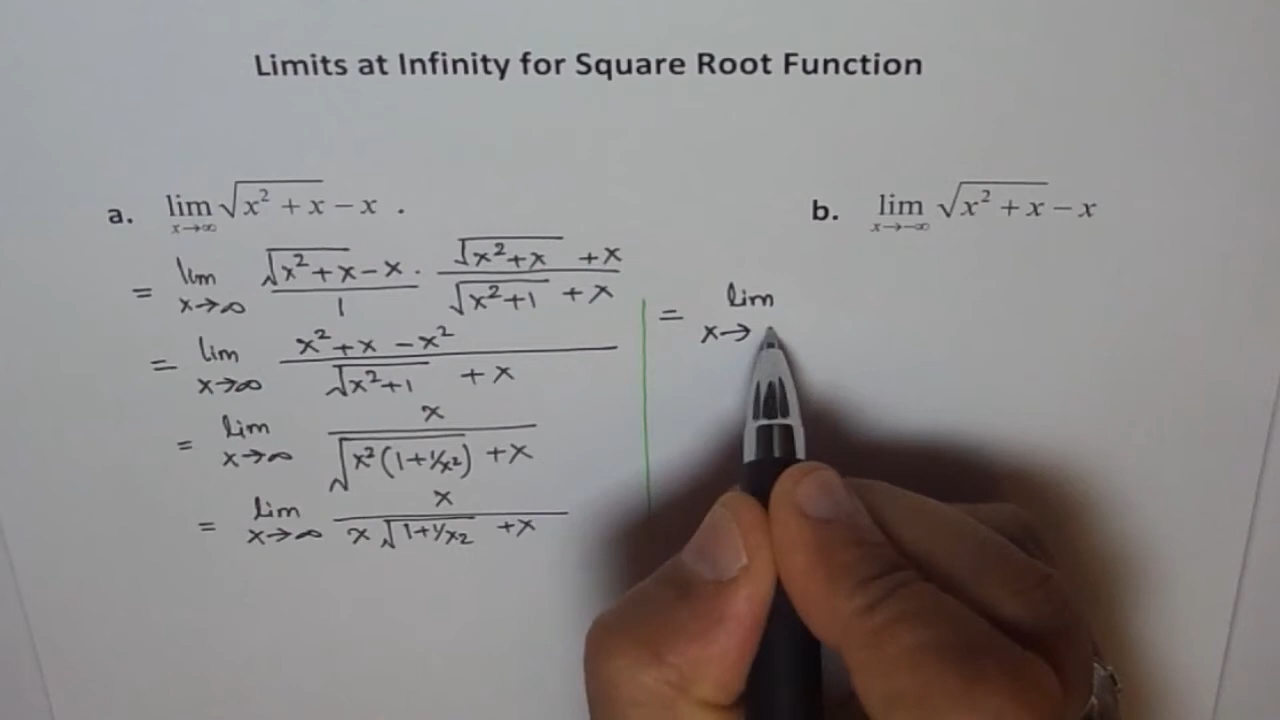 Limits at Infinity for Square Root Function
a. lim x→∞ √(x² + x) − x .
= lim x→∞ (√(x²+x) − x)/1 · (√(x²+x) + x)/(√(x²+1) + x)
= lim x→∞ (x²+x − x²)/(√(x²+1) + x)
= lim x→∞ x/(√(x²(1+1/x²)) + x)
= lim x→∞ x/(x√(1+1/x2) + x)
= lim x→
b. lim x→−∞ √(x² + x) − x